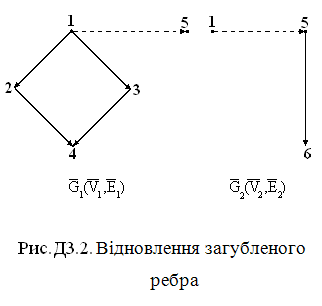 1 5 1 5
2 3
4 6
G̅₁(V̅₁,E̅₁) G̅₂(V̅₂,E̅₂)
Рис.Д3.2. Відновлення загубленого
ребра